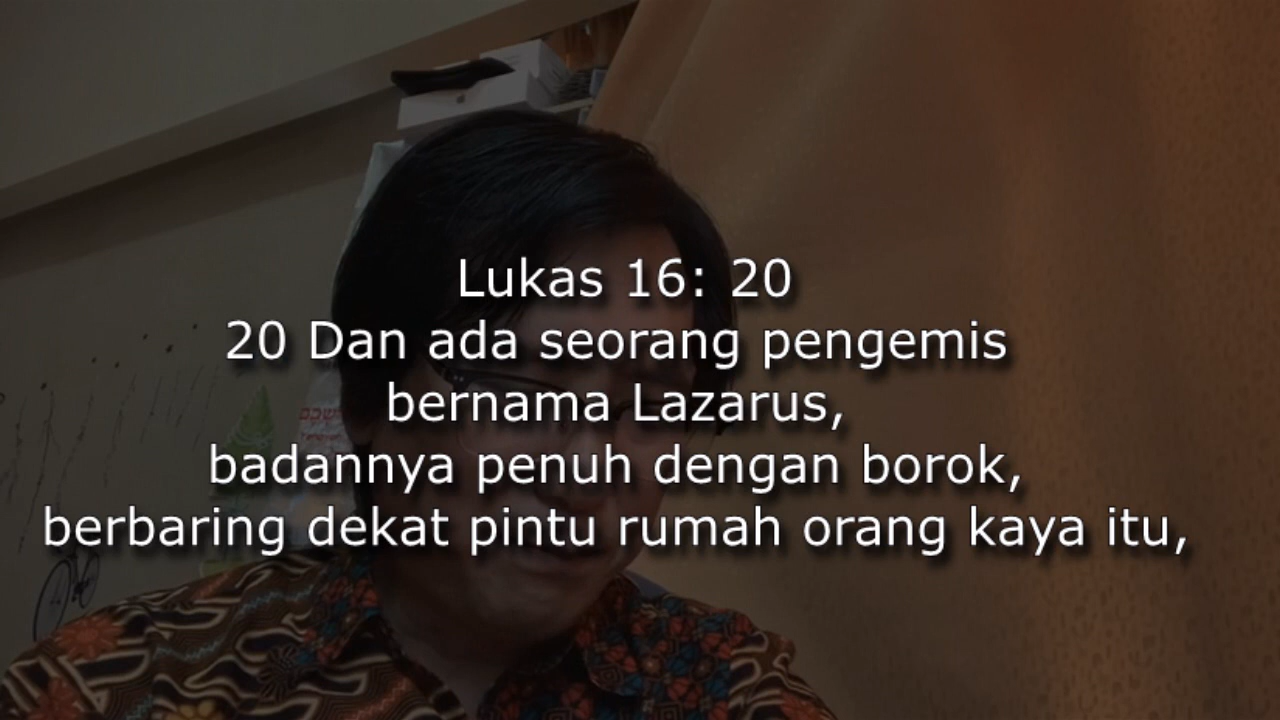 Lukas 16: 20
20 Dan ada seorang pengemis
bernama Lazarus,
badannya penuh dengan borok,
berbaring dekat pintu rumah orang kaya itu,